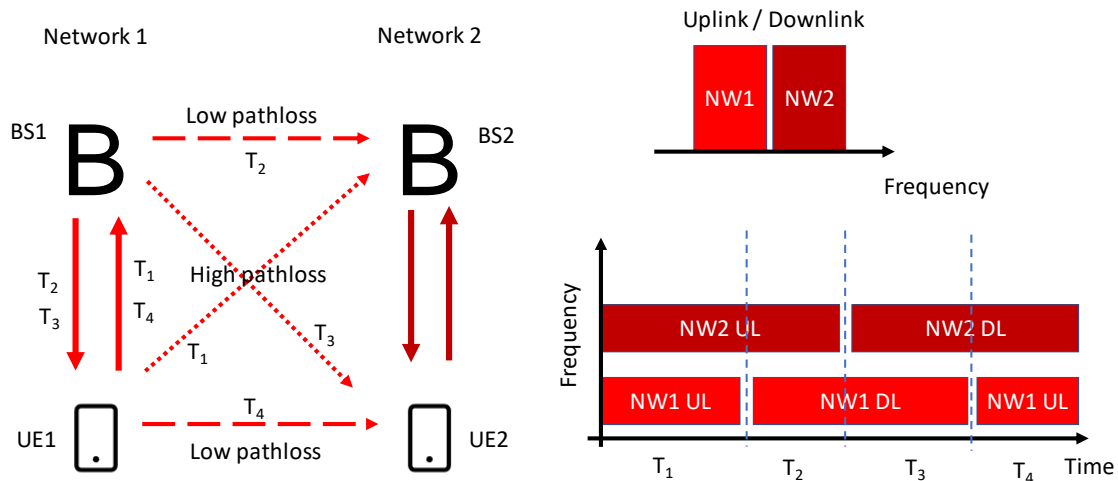 Network 1
Network 2
Uplink / Downlink
NW1
NW2
Frequency
BS1
B
Low pathloss
T2
B
BS2
T2
T3
T1
T4
High pathloss
T1
T3
UE1
T4
Low pathloss
UE2
Frequency
NW2 UL
NW2 DL
NW1 UL
NW1 DL
NW1 UL
T1
T2
T3
T4
Time